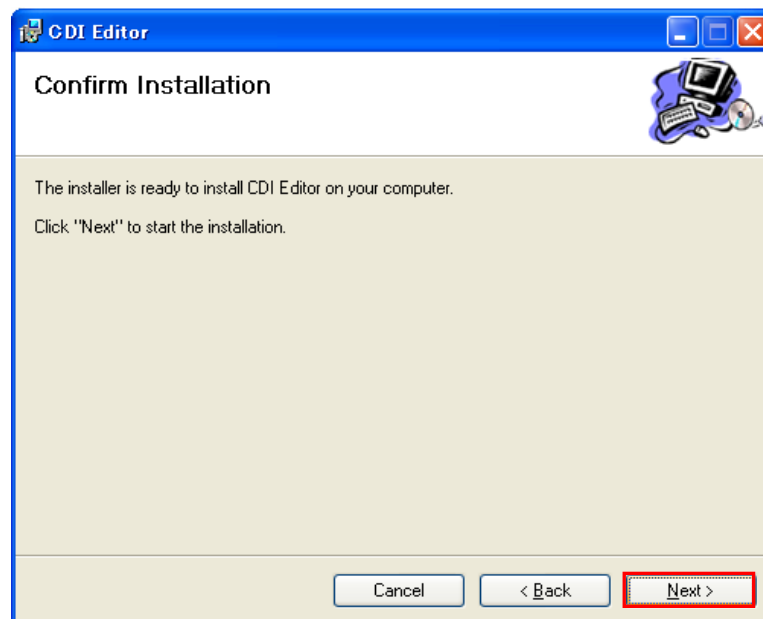 CDI Editor
Confirm Installation
The installer is ready to install CDI Editor on your computer.
Click "Next" to start the installation.
Cancel
< Back
Next >